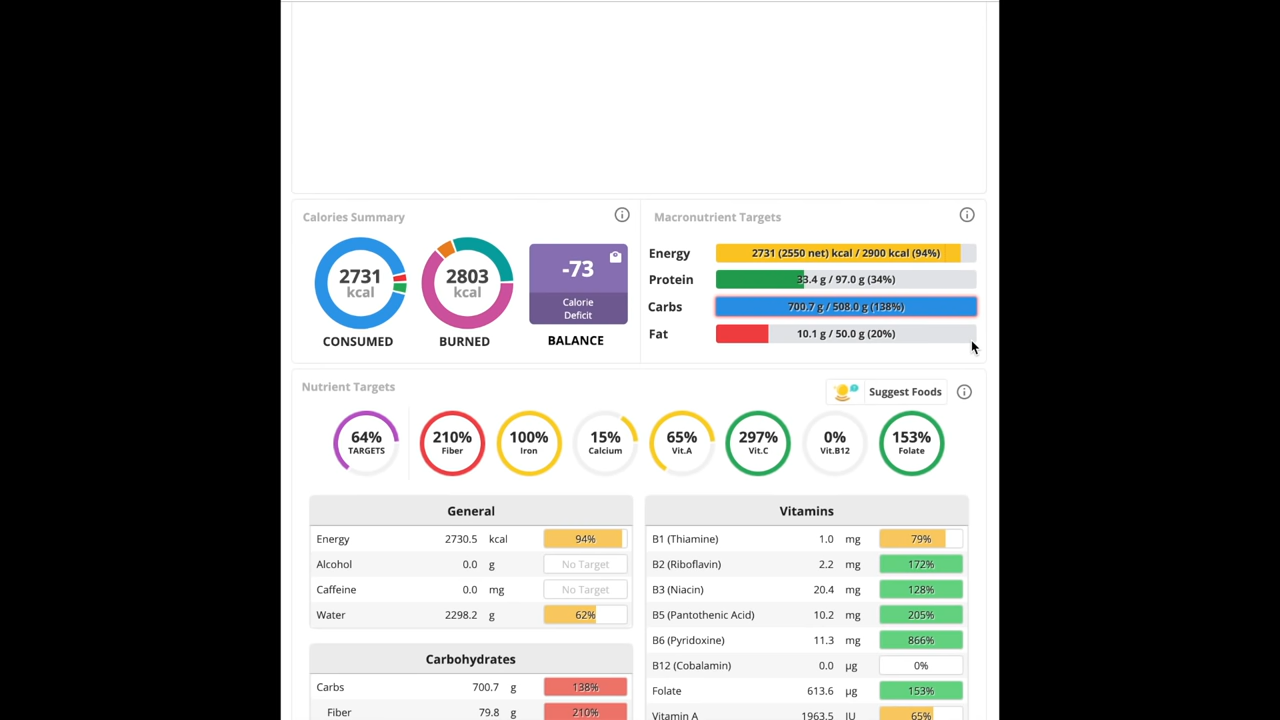 Calories Summary
2731
kcal
CONSUMED
2803
kcal
BURNED
-73
Calorie
Deficit
BALANCE
Macronutrient Targets
Energy 2731 (2550 net) kcal / 2900 kcal (94%)
Protein 33.4 g / 97.0 g (34%)
Carbs 700.7 g / 508.0 g (138%)
Fat 10.1 g / 50.0 g (20%)
Nutrient Targets
Suggest Foods
64%
TARGETS
210%
Fiber
100%
Iron
15%
Calcium
65%
Vit.A
297%
Vit.C
0%
Vit.B12
153%
Folate
General
Energy 2730.5 kcal 94%
Alcohol 0.0 g No Target
Caffeine 0.0 mg No Target
Water 2298.2 g 62%
Carbohydrates
Carbs 700.7 g 138%
Fiber 79.8 g 210%
Vitamins
B1 (Thiamine) 1.0 mg 79%
B2 (Riboflavin) 2.2 mg 172%
B3 (Niacin) 20.4 mg 128%
B5 (Pantothenic Acid) 10.2 mg 205%
B6 (Pyridoxine) 11.3 mg 866%
B12 (Cobalamin) 0.0 µg 0%
Folate 613.6 µg 153%
Vitamin A 1963.5 IU 65%